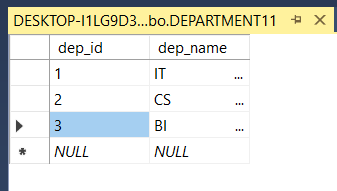 DESKTOP-I1LG9D3...bo.DEPARTMENT11
dep_id dep_name
1 IT ...
2 CS ...
3 BI ...
* NULL NULL